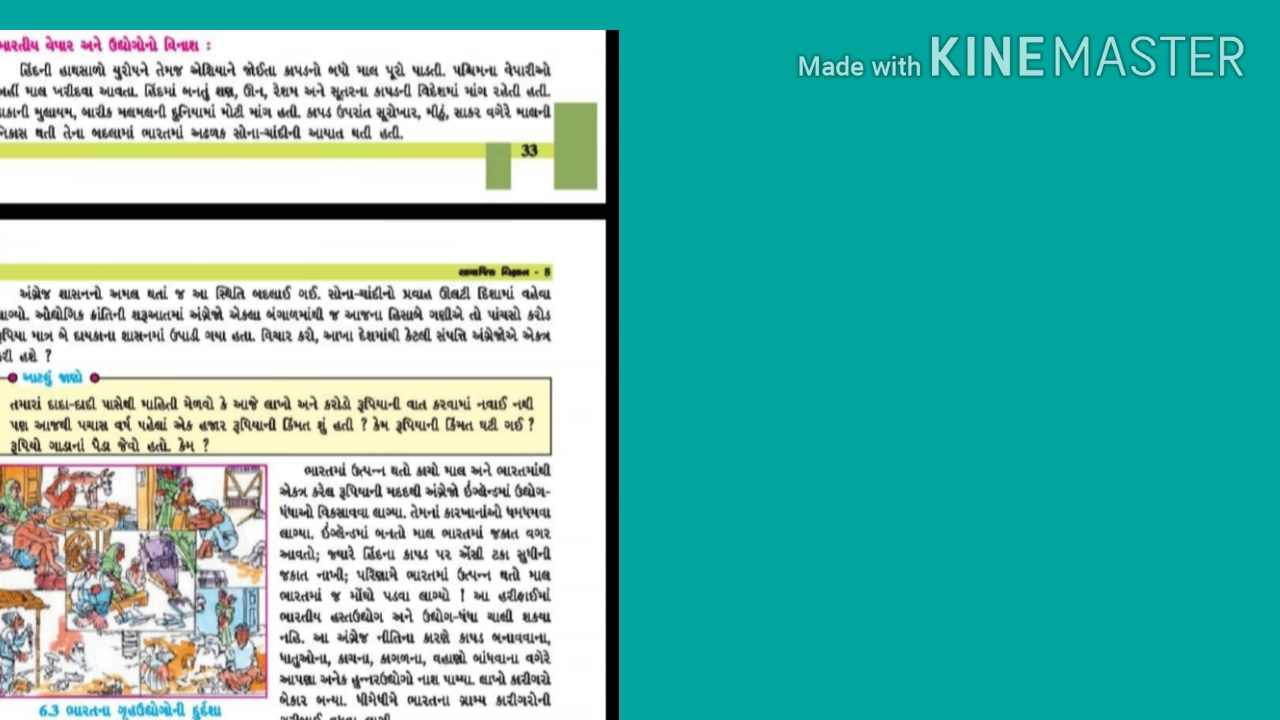 Made with KINEMASTER
ભારતીય વેપાર અને ઉદ્યોગોનો વિનાશ :
હિંદની હાથસાળો યુરોપને તેમજ એશિયાને જોઈતા કાપડનો બધો માલ પૂરો પાડતી. પશ્ચિમના વેપારીઓ
અહીં માલ ખરીદવા આવતા. હિંદમાં બનતું શણ, ઊન, રેશમ અને સૂતરના કાપડની વિદેશમાં માંગ રહેતી હતી.
ઢાકાની મુલાયમ, બારીક મલમલની દુનિયામાં મોટી માંગ હતી. કાપડ ઉપરાંત સૂરોખાર, મીઠું, સાકર વગેરે માલની
નિકાસ થતી તેના બદલામાં ભારતમાં અઢળક સોના-ચાંદીની આયાત થતી હતી.
33
સામાજિક વિજ્ઞાન - 8
અંગ્રેજ શાસનનો અમલ થતાં જ આ સ્થિતિ બદલાઈ ગઈ. સોના-ચાંદીનો પ્રવાહ ઊલટી દિશામાં વહેવા
લાગ્યો. ઔદ્યોગિક ક્રાંતિની શરૂઆતમાં અંગ્રેજો એકલા બંગાળમાંથી જ આજના હિસાબે ગણીએ તો પાંચસો કરોડ
રૂપિયા માત્ર બે દાયકાના શાસનમાં ઉપાડી ગયા હતા. વિચાર કરો, આખા દેશમાંથી કેટલી સંપત્તિ અંગ્રેજોએ એકત્ર
કરી હશે ?
આટલું જાણો
તમારાં દાદા-દાદી પાસેથી માહિતી મેળવો કે આજે લાખો અને કરોડો રૂપિયાની વાત કરવામાં નવાઈ નથી
પણ આજથી પચાસ વર્ષ પહેલાં એક હજાર રૂપિયાની કિંમત શું હતી ? કેમ રૂપિયાની કિંમત ઘટી ગઈ ?
રૂપિયો ગાડાનાં પૈડા જેવો હતો. કેમ ?
ભારતમાં ઉત્પન્ન થતો કાચો માલ અને ભારતમાંથી
એકત્ર કરેલ રૂપિયાની મદદથી અંગ્રેજો ઇંગ્લૅન્ડમાં ઉદ્યોગ-
ધંધાઓ વિકસાવવા લાગ્યા. તેમનાં કારખાનાંઓ ધમધમવા
લાગ્યા. ઇંગ્લૅન્ડમાં બનતો માલ ભારતમાં જકાત વગર
આવતો; જ્યારે હિંદના કાપડ પર એંસી ટકા સુધીની
જકાત નાખી; પરિણામે ભારતમાં ઉત્પન્ન થતો માલ
ભારતમાં જ મોંઘો પડવા લાગ્યો ! આ હરીફાઈમાં
ભારતીય હસ્તઉદ્યોગ અને ઉદ્યોગ-ધંધા ચાલી શક્યા
નહિ. આ અંગ્રેજ નીતિના કારણે કાપડ બનાવવાના,
ધાતુઓના, કાચના, કાગળના, વહાણો બાંધવાના વગેરે
આપણા અનેક હુન્નરઉદ્યોગો નાશ પામ્યા. લાખો કારીગરો
બેકાર બન્યા. ધીમેધીમે ભારતના ગ્રામ્ય કારીગરોની
6.3 ભારતના ગૃહઉદ્યોગોની દુર્દશા